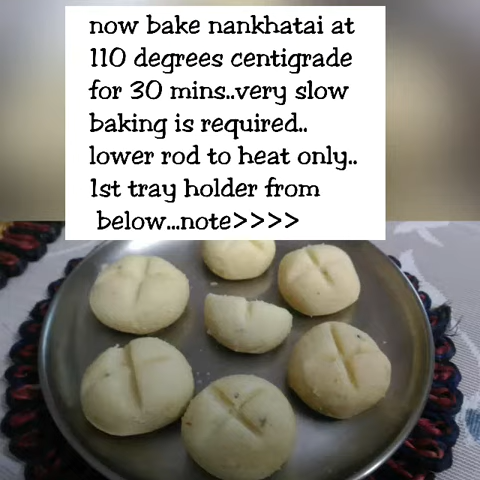 now bake nankhatai at
110 degrees centigrade
for 30 mins..very slow
baking is required..
lower rod to heat only..
1st tray holder from
below...note>>>>